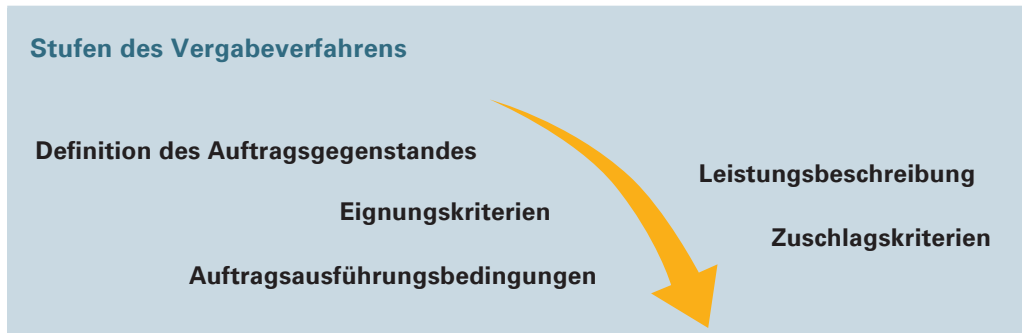 Stufen des Vergabeverfahrens
Definition des Auftragsgegenstandes
Leistungsbeschreibung
Eignungskriterien
Zuschlagskriterien
Auftragsausführungsbedingungen